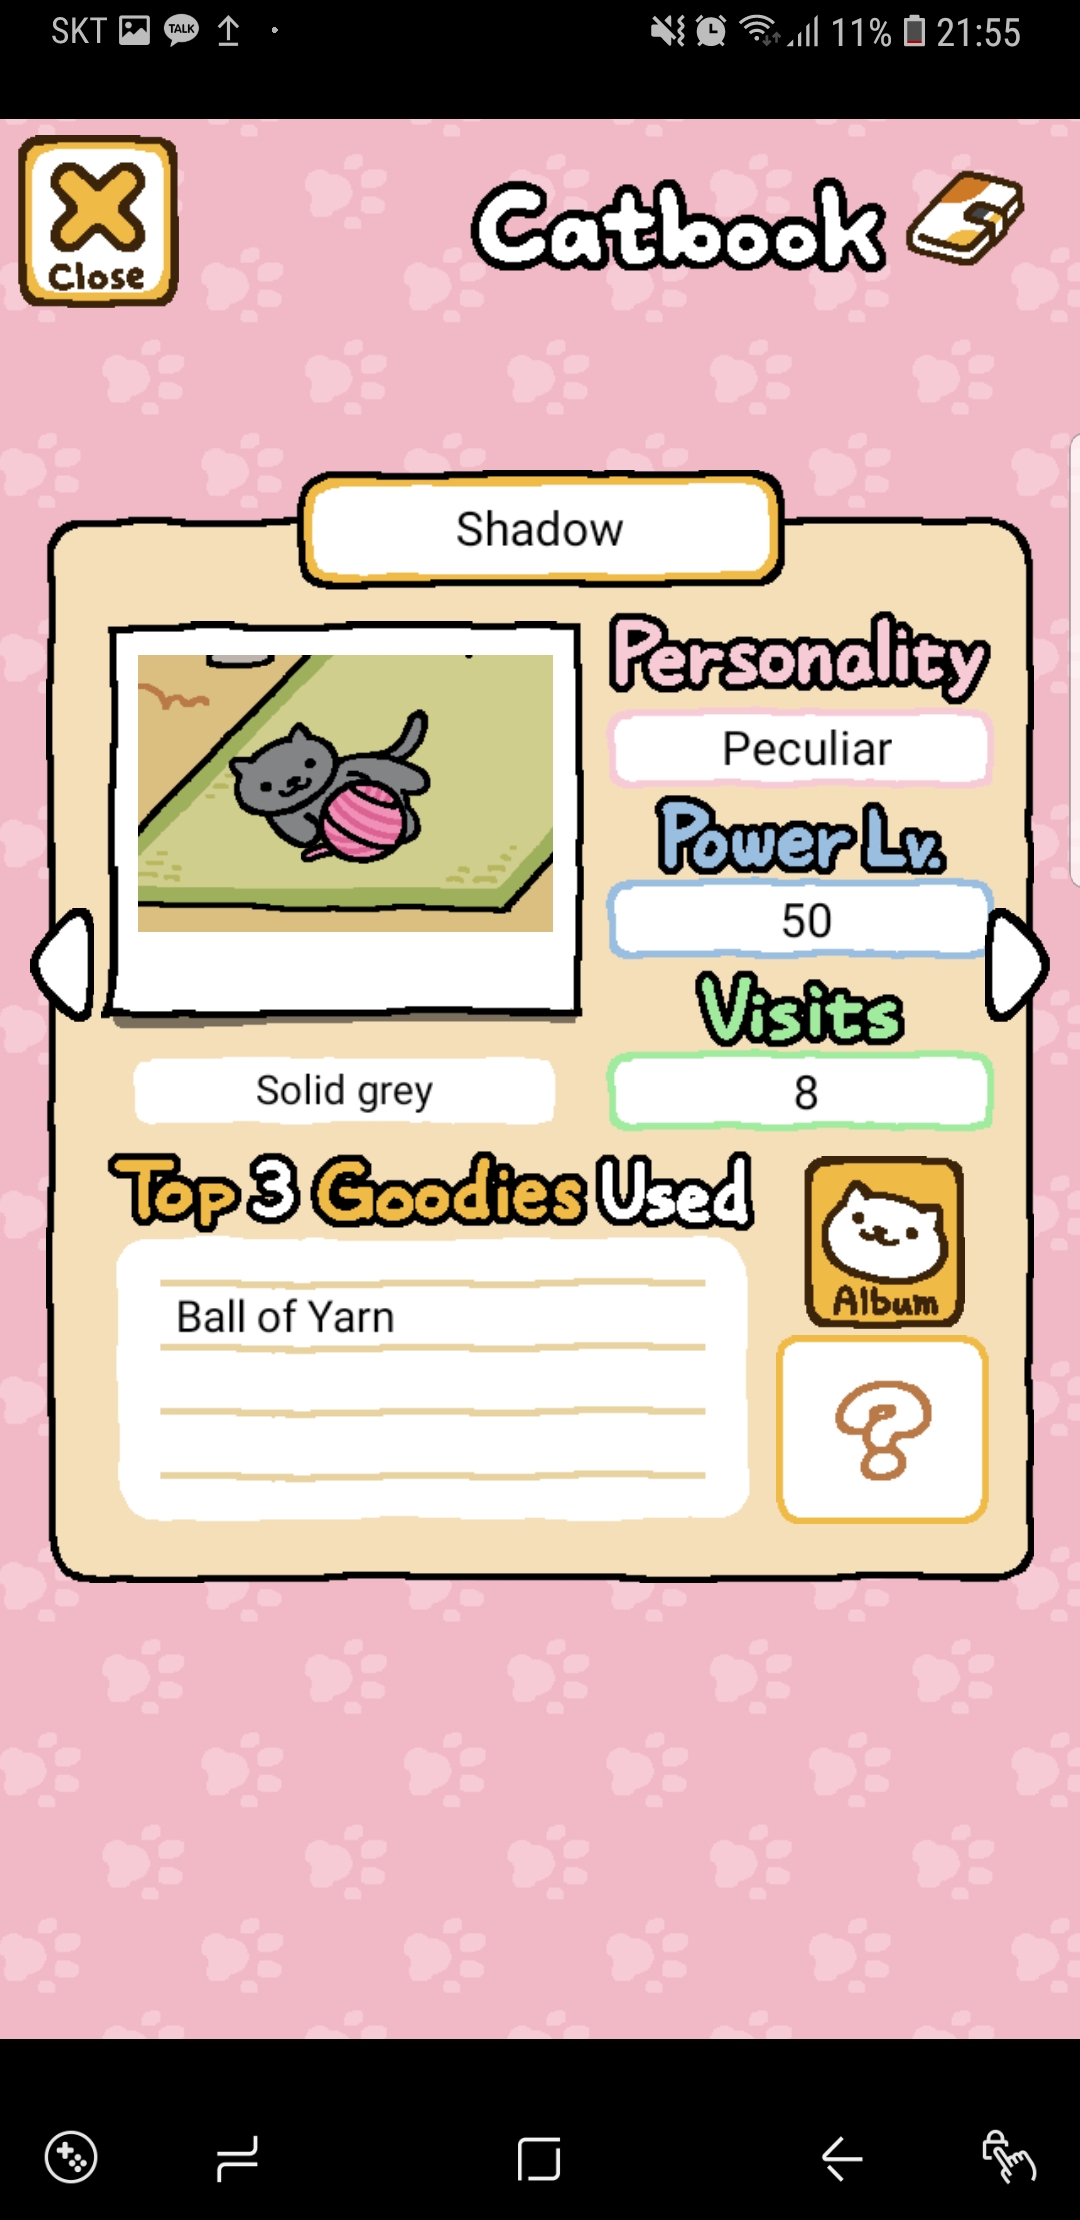 SKT TALK 11% 21:55
Close
Catbook
Shadow
Personality
Peculiar
Power Lv.
50
Visits
8
Solid grey
Top 3 Goodies Used
Ball of Yarn
Album
?